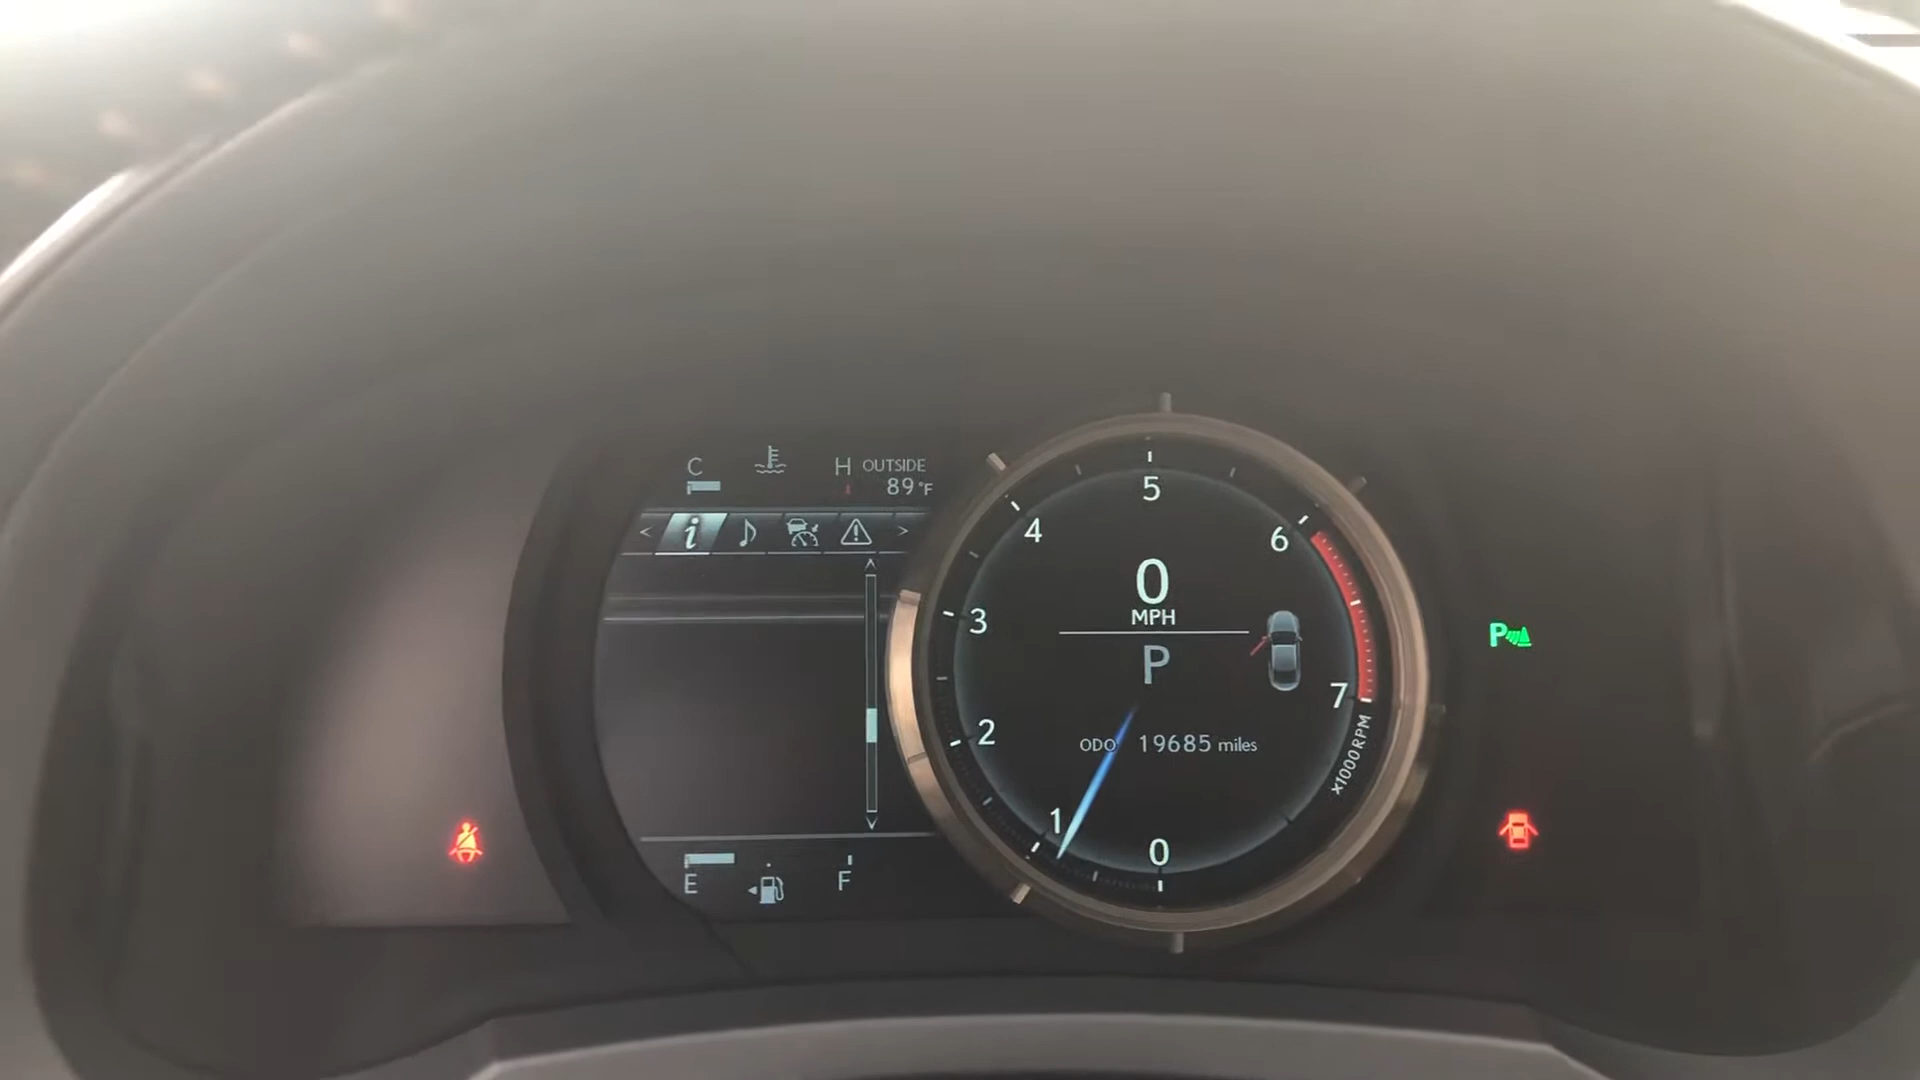 C H OUTSIDE
89°F
< i >
5
4
6
0
MPH
3
P
7
2
ODO 19685 miles
x1000RPM
1
0
E F
P